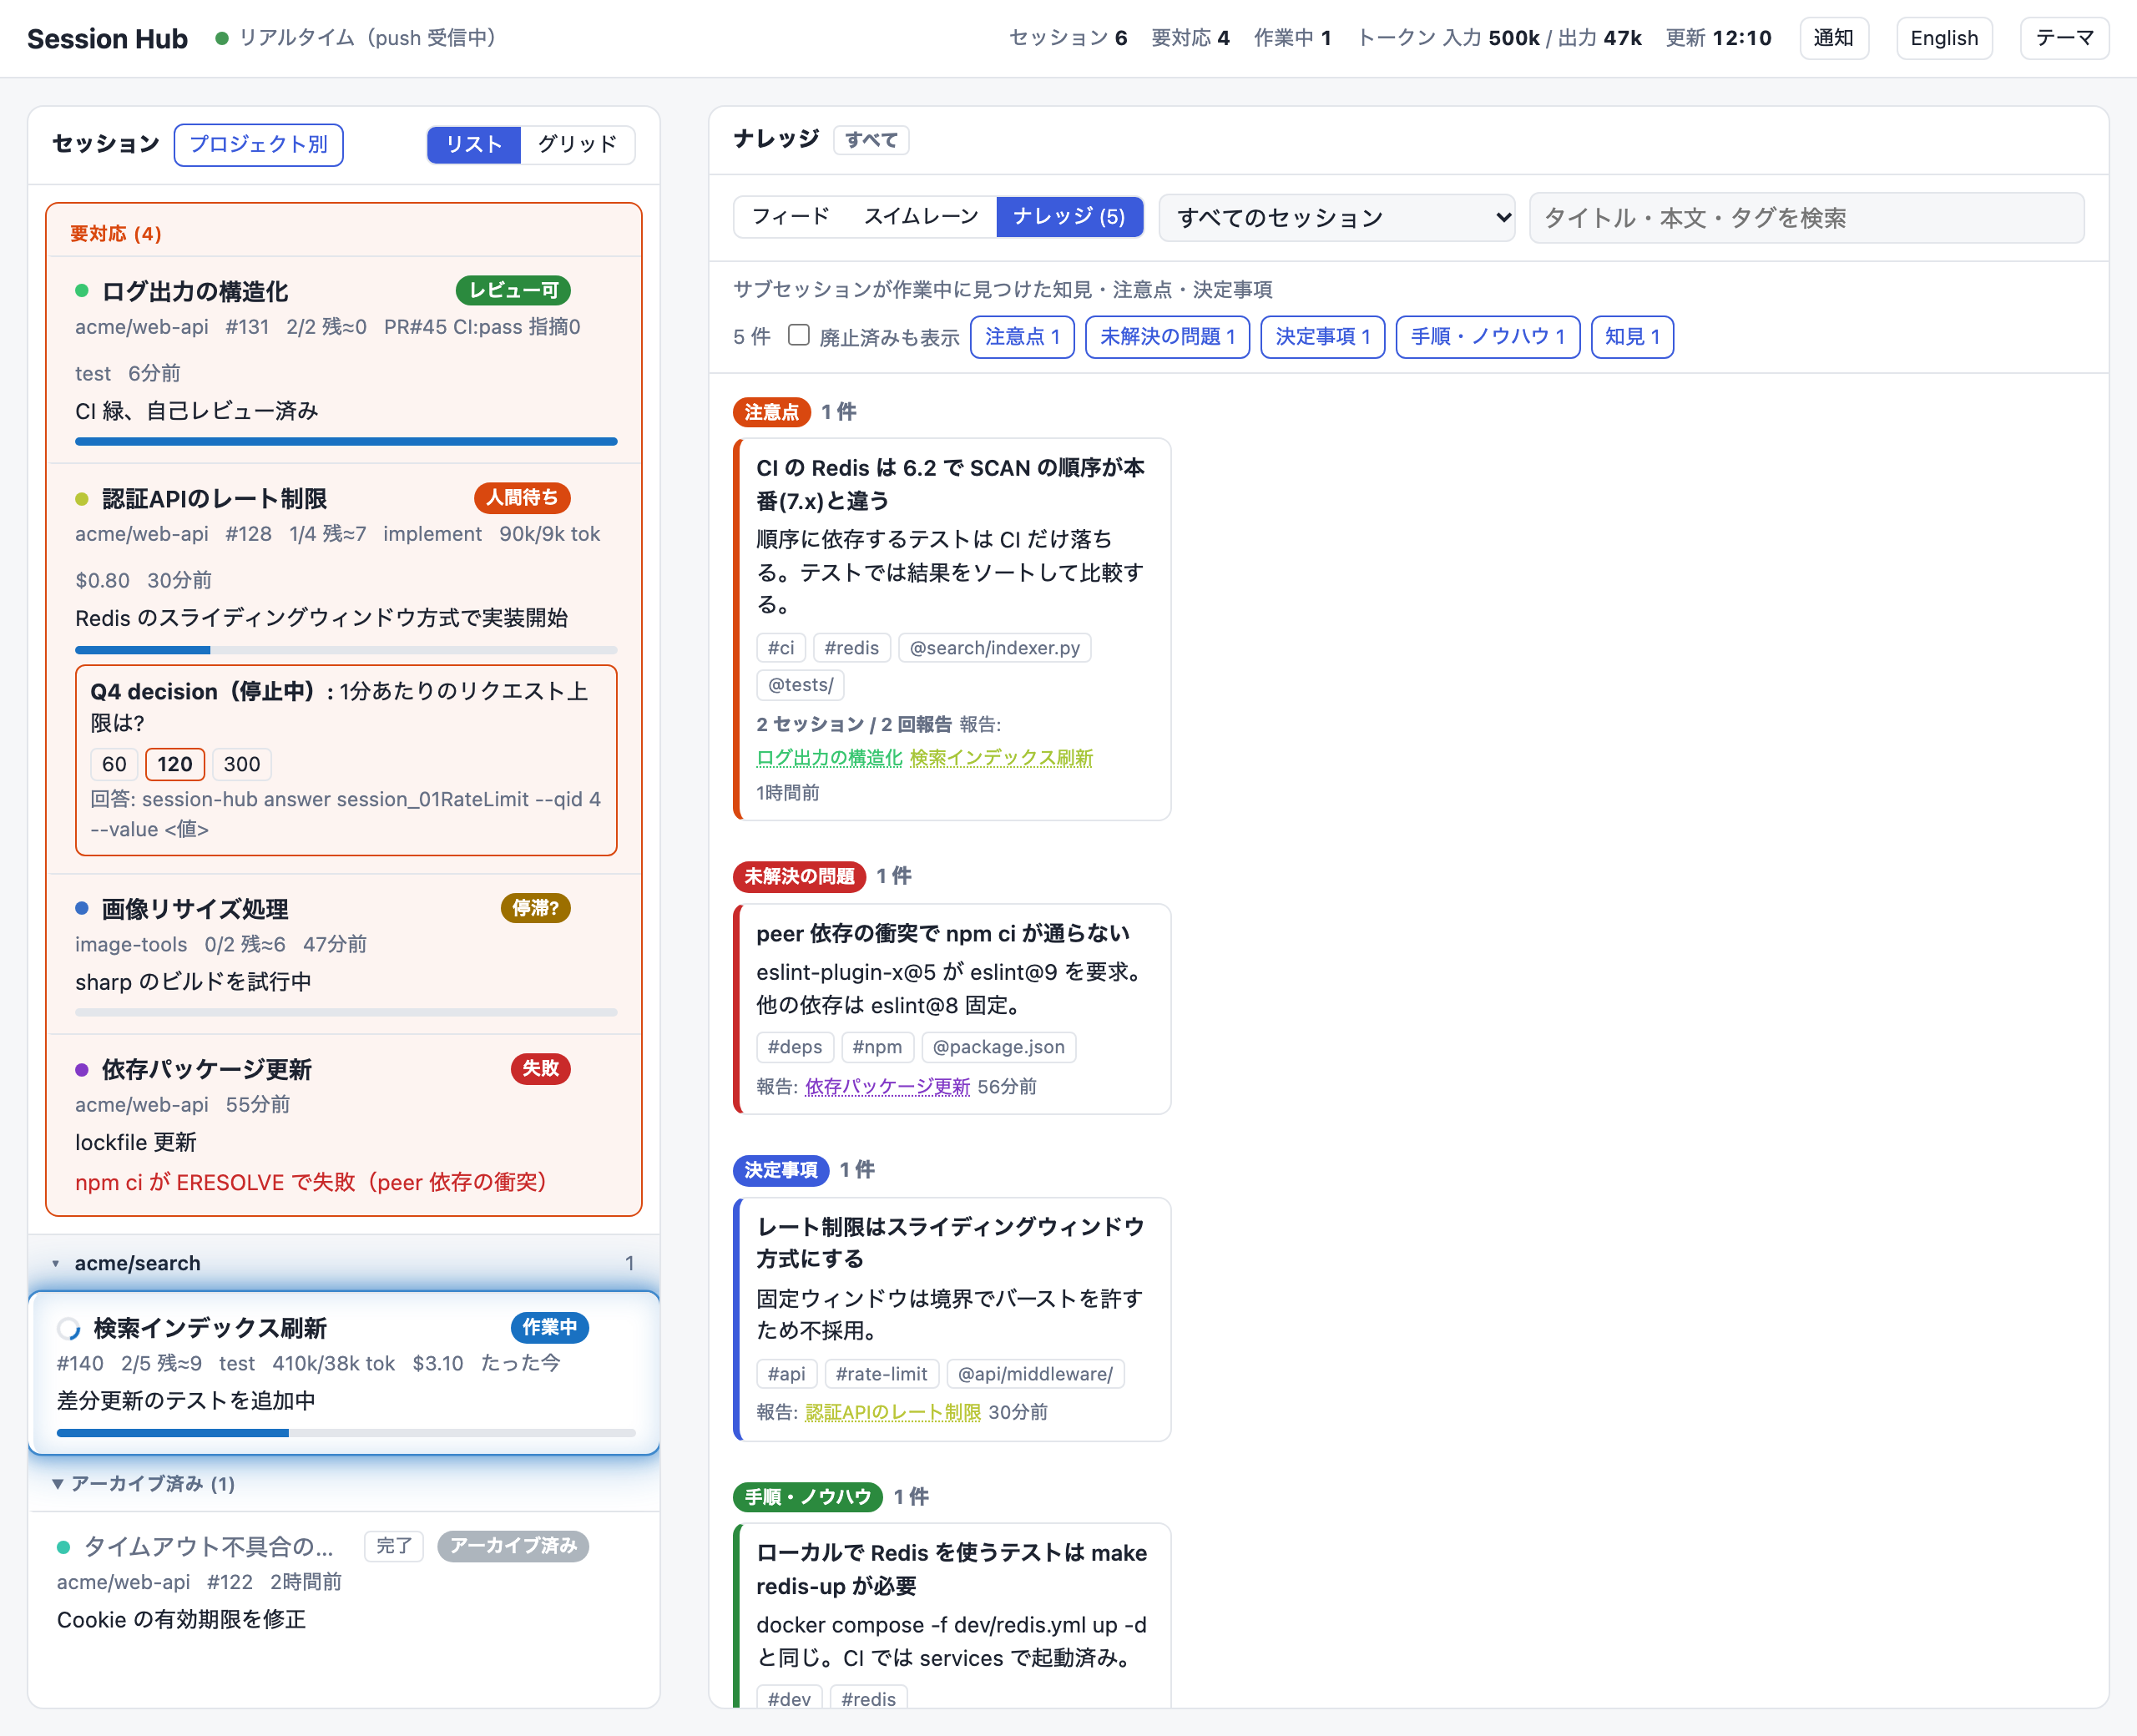 Session Hub
リアルタイム（push 受信中）
セッション 6 要対応 4 作業中 1 トークン 入力 500k / 出力 47k 更新 12:10
通知
English
テーマ
セッション
プロジェクト別
リスト
グリッド
要対応 (4)
ログ出力の構造化
レビュー可
acme/web-api #131 2/2 残≈0 PR#45 CI:pass 指摘0
test 6分前
CI 緑、自己レビュー済み
認証APIのレート制限
人間待ち
acme/web-api #128 1/4 残≈7 implement 90k/9k tok
$0.80 30分前
Redis のスライディングウィンドウ方式で実装開始
Q4 decision（停止中）: 1分あたりのリクエスト上
限は?
60 120 300
回答: session-hub answer session_01RateLimit --qid 4
--value <値>
画像リサイズ処理
停滞?
image-tools 0/2 残≈6 47分前
sharp のビルドを試行中
依存パッケージ更新
失敗
acme/web-api 55分前
lockfile 更新
npm ci が ERESOLVE で失敗（peer 依存の衝突）
▼ acme/search 1
検索インデックス刷新
作業中
#140 2/5 残≈9 test 410k/38k tok $3.10 たった今
差分更新のテストを追加中
▼ アーカイブ済み (1)
タイムアウト不具合の...
完了
アーカイブ済み
acme/web-api #122 2時間前
Cookie の有効期限を修正
ナレッジ
すべて
フィード
スイムレーン
ナレッジ (5)
すべてのセッション
タイトル・本文・タグを検索
サブセッションが作業中に見つけた知見・注意点・決定事項
5 件 廃止済みも表示 注意点 1 未解決の問題 1 決定事項 1 手順・ノウハウ 1 知見 1
注意点 1 件
CI の Redis は 6.2 で SCAN の順序が本
番(7.x)と違う
順序に依存するテストは CI だけ落ち
る。テストでは結果をソートして比較す
る。
#ci #redis @search/indexer.py
@tests/
2 セッション / 2 回報告 報告:
ログ出力の構造化 検索インデックス刷新
1時間前
未解決の問題 1 件
peer 依存の衝突で npm ci が通らない
eslint-plugin-x@5 が eslint@9 を要求。
他の依存は eslint@8 固定。
#deps #npm @package.json
報告: 依存パッケージ更新 56分前
決定事項 1 件
レート制限はスライディングウィンドウ
方式にする
固定ウィンドウは境界でバーストを許す
ため不採用。
#api #rate-limit @api/middleware/
報告: 認証APIのレート制限 30分前
手順・ノウハウ 1 件
ローカルで Redis を使うテストは make
redis-up が必要
docker compose -f dev/redis.yml up -d
と同じ。CI では services で起動済み。
#dev #redis